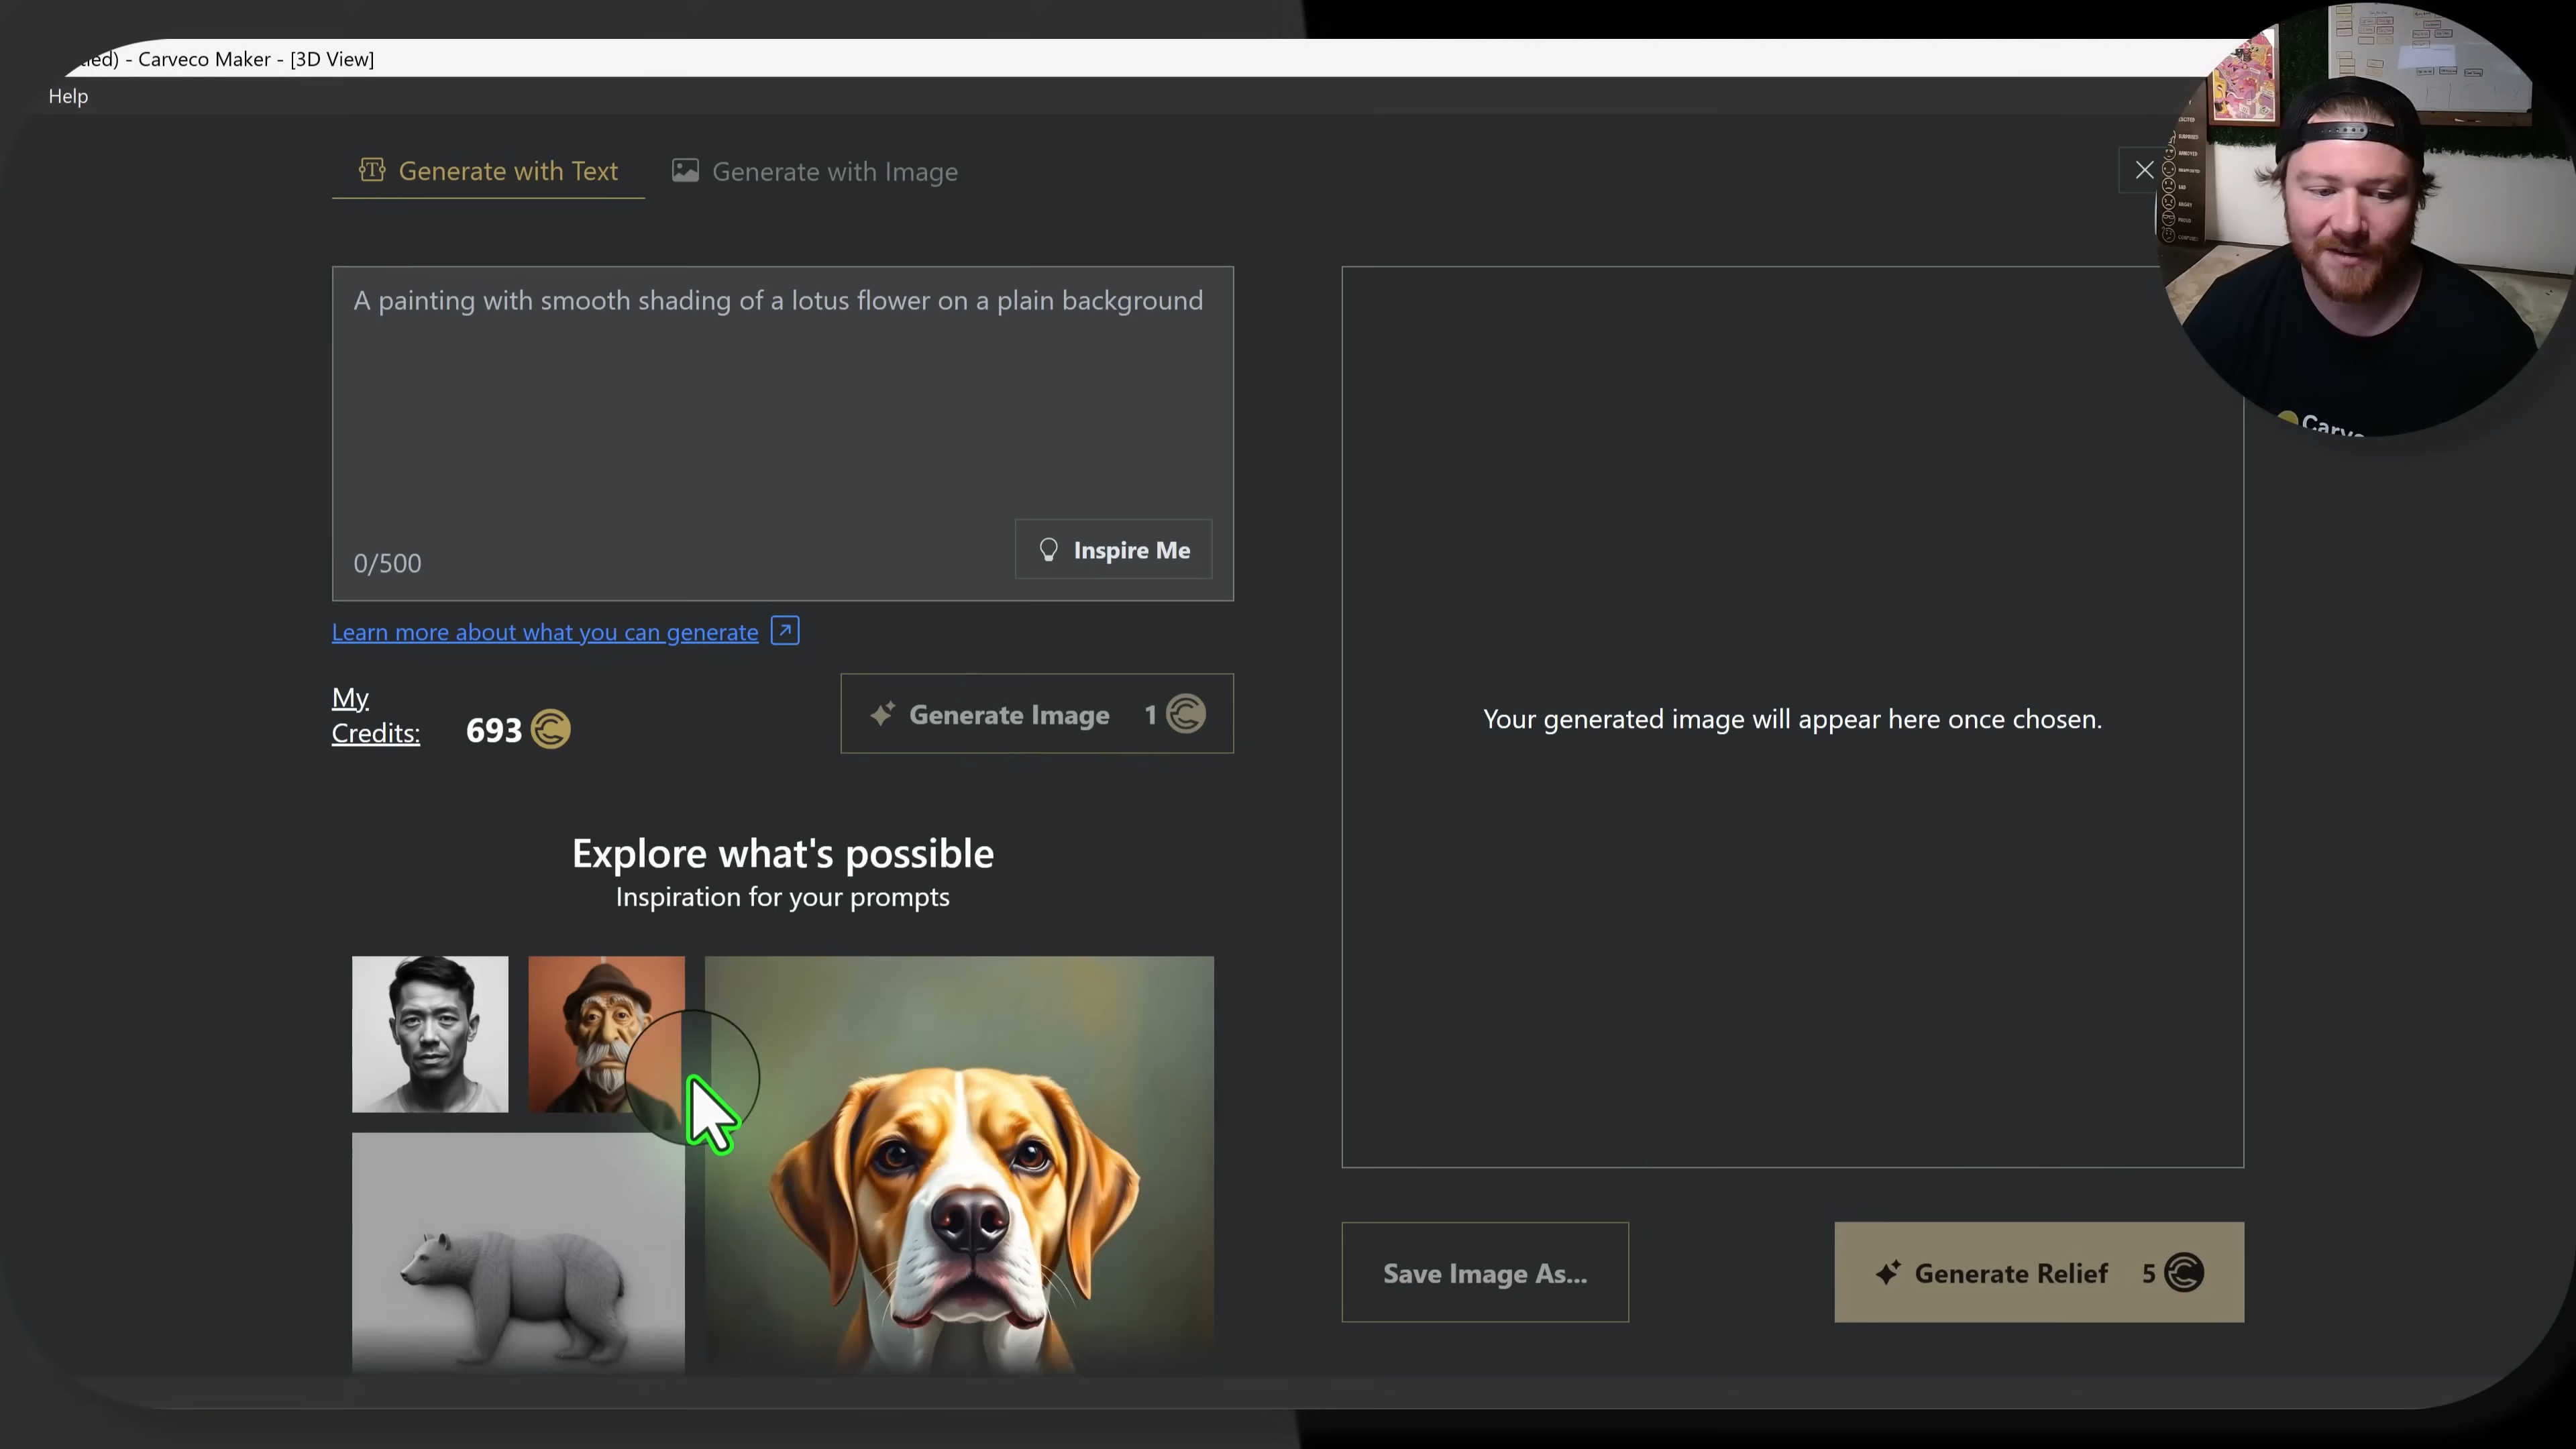 tled) - Carveco Maker - [3D View]
Help
Generate with Text
Generate with Image
A painting with smooth shading of a lotus flower on a plain background
0/500
Inspire Me
Learn more about what you can generate
My
Credits:
693
Generate Image 1
Explore what's possible
Inspiration for your prompts
Your generated image will appear here once chosen.
Save Image As...
Generate Relief 5